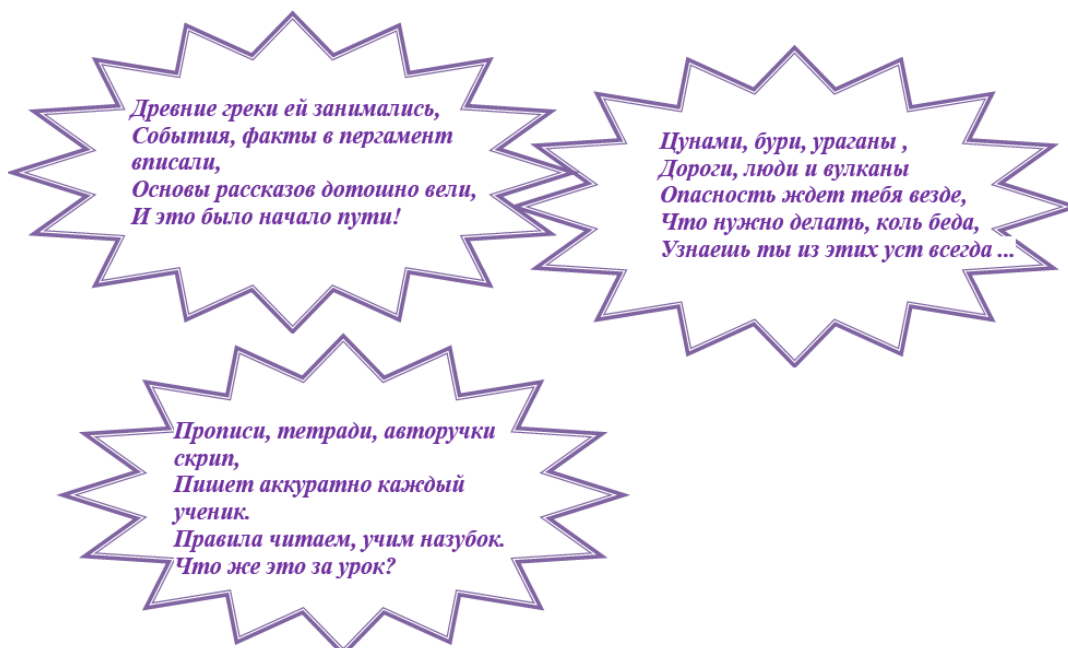 Древние греки ей занимались,
События, факты в пергамент
вписали,
Основы рассказов дотошно вели,
И это было начало пути!
Цунами, бури, ураганы ,
Дороги, люди и вулканы
Опасность ждет тебя везде,
Что нужно делать, коль беда,
Узнаешь ты из этих уст всегда ...
Прописи, тетради, авторучки
скрип,
Пишет аккуратно каждый
ученик.
Правила читаем, учим назубок.
Что же это за урок?